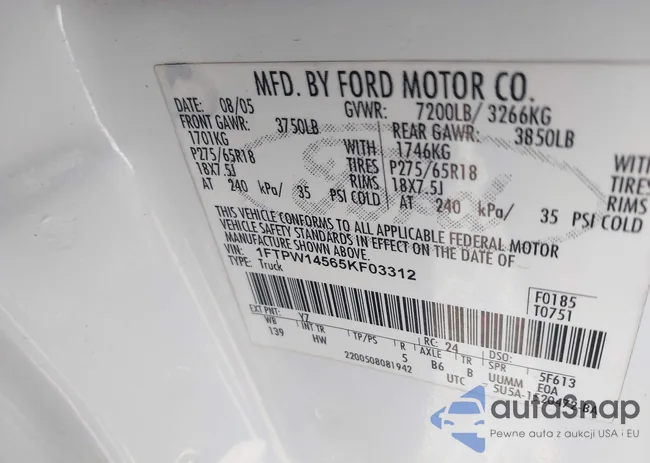 MFD. BY FORD MOTOR CO.
DATE: 08/05 GVWR: 7200LB/ 3266KG
FRONT GAWR: 3750LB REAR GAWR: 3850LB
1701KG WITH 1746KG WITH
P275/65R18 TIRES P275/65R18 TIRES
18X7.5J RIMS 18X7.5J RIMS
AT 240 kPa/ 35 PSI COLD AT 240 kPa/ 35 PSI COLD
THIS VEHICLE CONFORMS TO ALL APPLICABLE FEDERAL MOTOR
VEHICLE SAFETY STANDARDS IN EFFECT ON THE DATE OF
MANUFACTURE SHOWN ABOVE.
VIN: 1FTPW14565KF03312
TYPE: Truck
F0185
T0751
EXT PNT: YZ RC: 24 DSO:
WB INT TR TP/PS R AXLE TR SPR 5F613
139 HW 5 B6 B UUMM E0A
2200508081942 UTC
Ford
autaSnap
Pewne auta z aukcji USA i EU